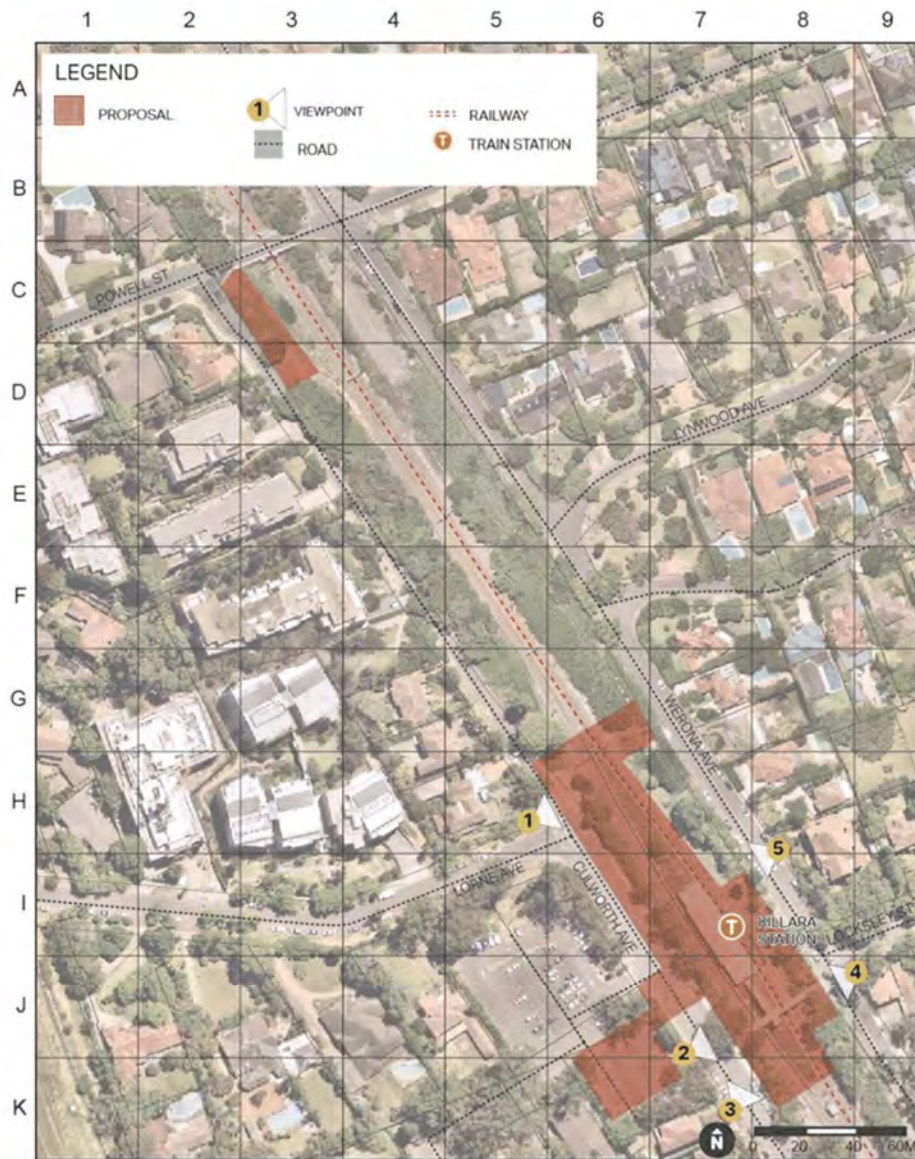 1 2 3 4 5 6 7 8 9
A
B
C
D
E
F
G
H
I
J
K
LEGEND
PROPOSAL
1 VIEWPOINT
ROAD
RAILWAY
T TRAIN STATION
POWELL ST
LYNWOOD AVE
WERONA AVE
1
5
LORNE AVE
CULWORTH AVE
T KILLARA
STATION
LOCKSLEY ST
4
2
3
N 0 20 40 60M